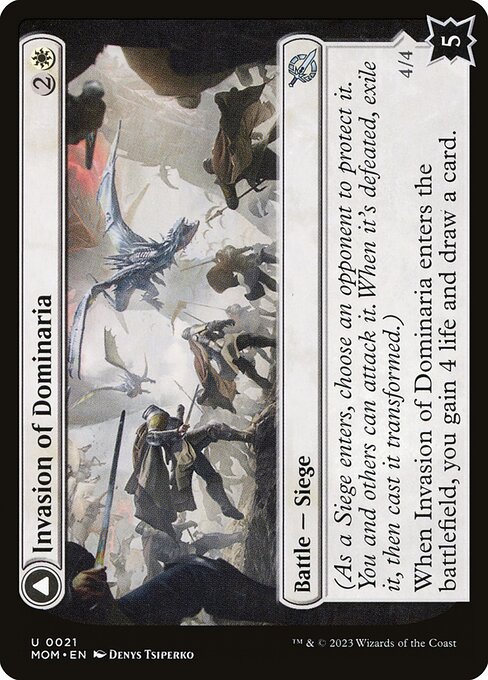 Invasion of Dominaria
2
Battle — Siege
(As a Siege enters, choose an opponent to protect it.
You and others can attack it. When it's defeated, exile
it, then cast it transformed.)
4/4
When Invasion of Dominaria enters the
battlefield, you gain 4 life and draw a card.
5
U 0021
MOM • EN Denys Tsiperko
™ & © 2023 Wizards of the Coast